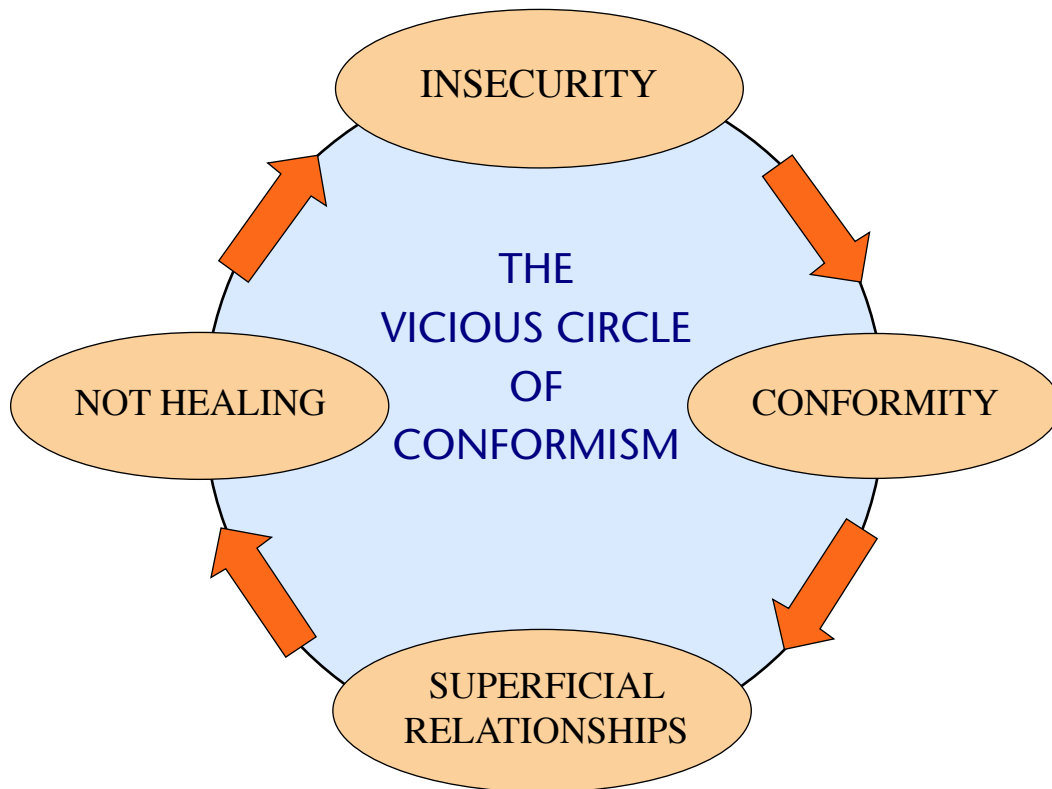 INSECURITY
THE
VICIOUS CIRCLE
OF
CONFORMISM
NOT HEALING
CONFORMITY
SUPERFICIAL
RELATIONSHIPS